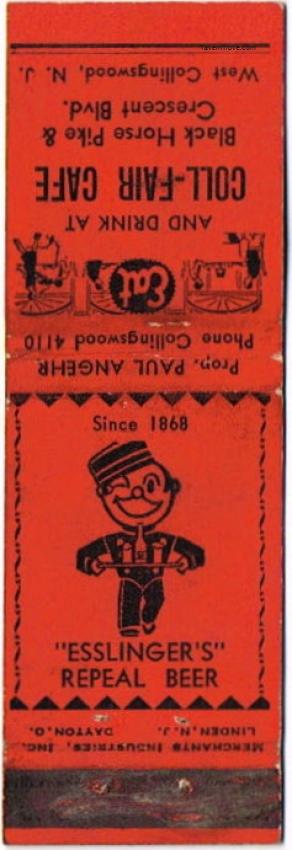 Prop. PAUL ANGEHR
Phone Collingswood 4110
Eat
AND DRINK AT
COLL-FAIR CAFE
Black Horse Pike &
Crescent Blvd.
West Collingswood, N. J.
Since 1868
"ESSLINGER'S"
REPEAL BEER
MERCHANTS INDUSTRIES, INC.
LINDEN, N. J. DAYTON, O.